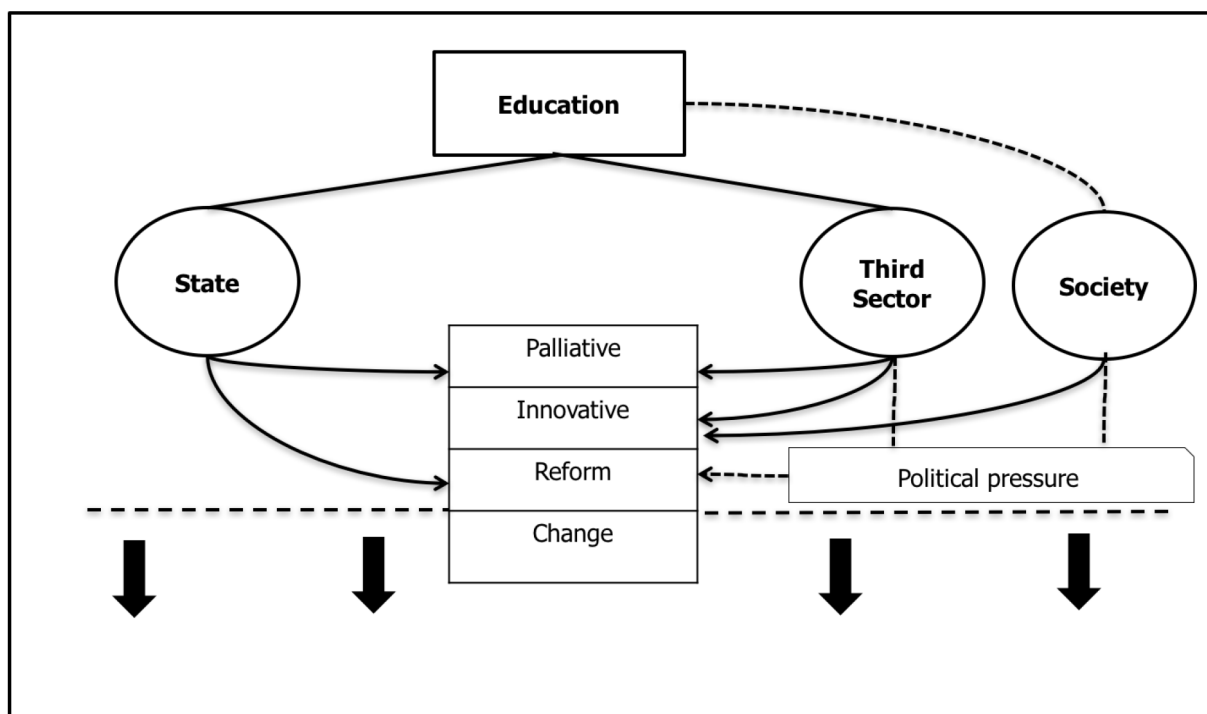 Education
State
Third
Sector
Society
Palliative
Innovative
Reform
Political pressure
Change